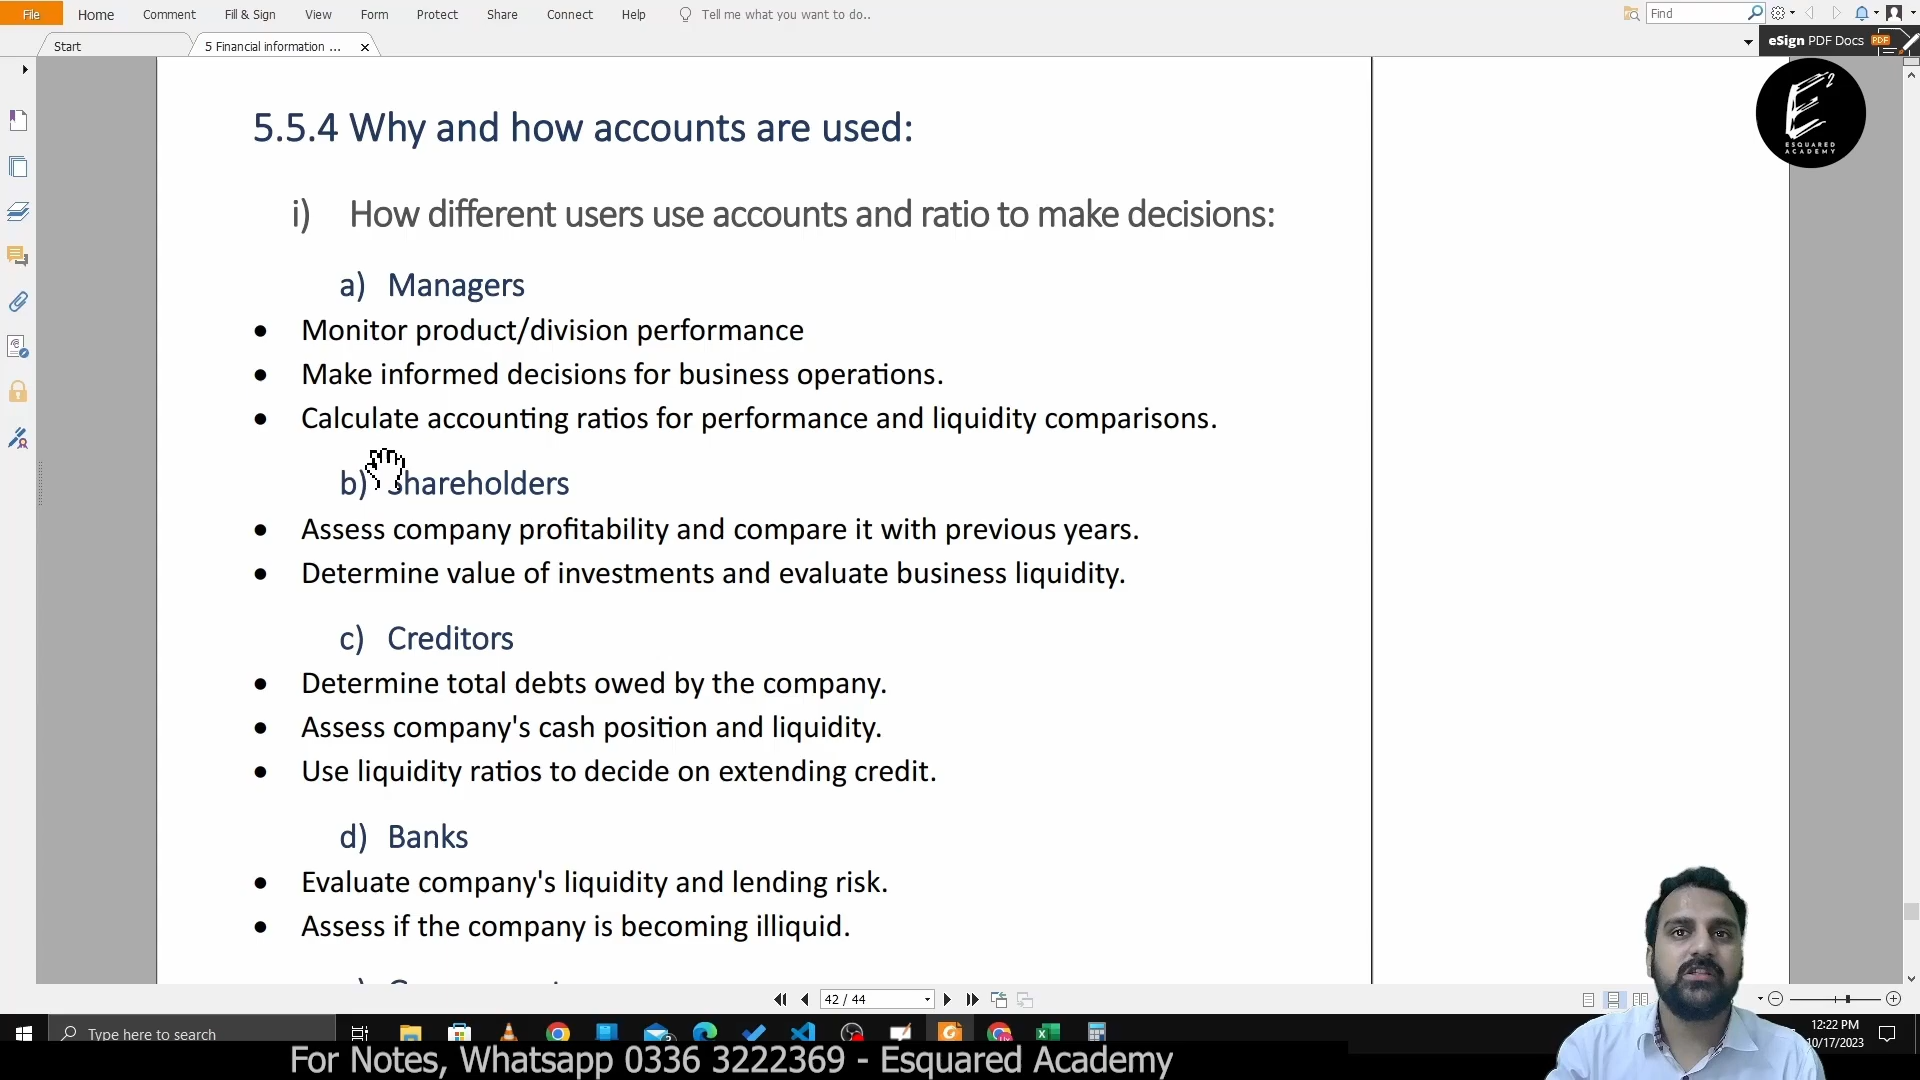 File Home Comment Fill & Sign View Form Protect Share Connect Help Tell me what you want to do.. Find
Start 5 Financial information ... eSign PDF Docs PDF
5.5.4 Why and how accounts are used:
E2
ESQUARED
ACADEMY
i) How different users use accounts and ratio to make decisions:
a) Managers
• Monitor product/division performance
• Make informed decisions for business operations.
• Calculate accounting ratios for performance and liquidity comparisons.
b) Shareholders
• Assess company profitability and compare it with previous years.
• Determine value of investments and evaluate business liquidity.
c) Creditors
• Determine total debts owed by the company.
• Assess company's cash position and liquidity.
• Use liquidity ratios to decide on extending credit.
d) Banks
• Evaluate company's liquidity and lending risk.
• Assess if the company is becoming illiquid.
42 / 44
Type here to search
12:22 PM
10/17/2023
For Notes, Whatsapp 0336 3222369 - Esquared Academy